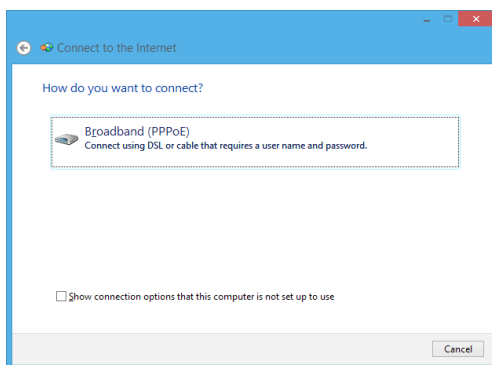 Connect to the Internet
How do you want to connect?
Broadband (PPPoE)
Connect using DSL or cable that requires a user name and password.
Show connection options that this computer is not set up to use
Cancel